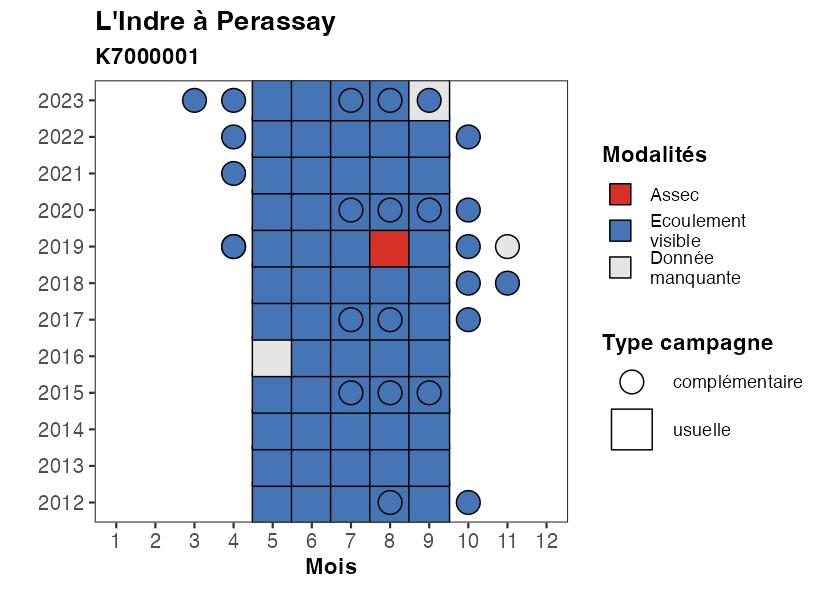 L'Indre à Perassay
K7000001
2023
2022
2021
2020
2019
2018
2017
2016
2015
2014
2013
2012
1 2 3 4 5 6 7 8 9 10 11 12
Mois
Modalités
Assec
Ecoulement
visible
Donnée
manquante
Type campagne
complémentaire
usuelle